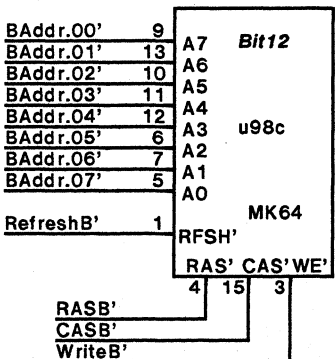 BAddr.00' 9 A7 Bit12
BAddr.01' 13 A6
BAddr.02' 10 A5
BAddr.03' 11 A4
BAddr.04' 12 A3 u98c
BAddr.05' 6 A2
BAddr.06' 7 A1
BAddr.07' 5 A0
MK64
RefreshB' 1 RFSH'
RAS' CAS' WE'
4 15 3
RASB'
CASB'
WriteB'